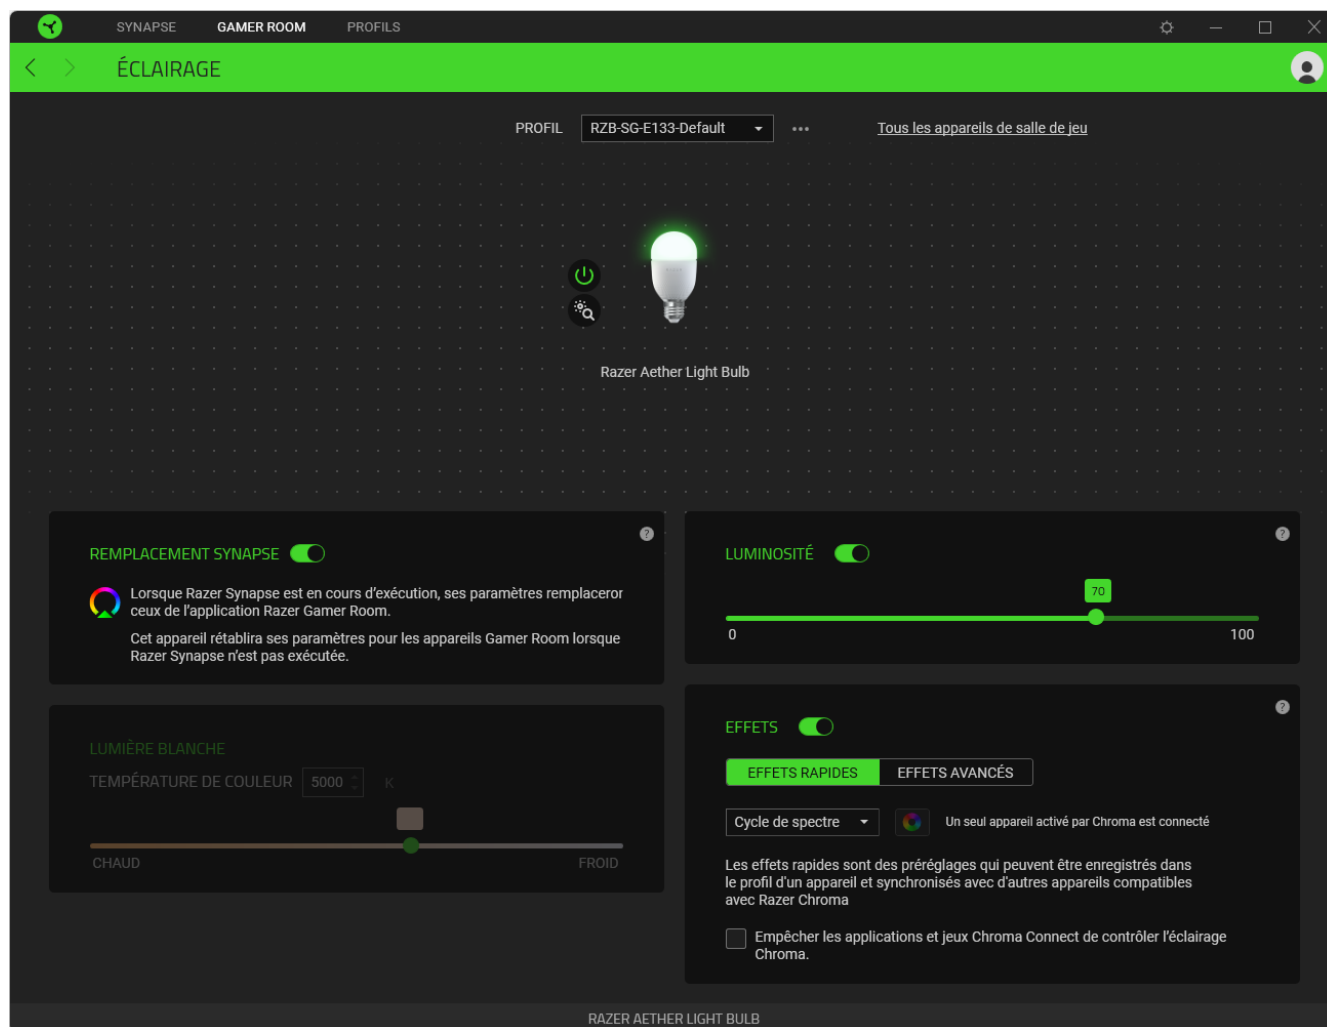 SYNAPSE GAMER ROOM PROFILS
ÉCLAIRAGE
PROFIL RZB-SG-E133-Default ••• Tous les appareils de salle de jeu
Razer Aether Light Bulb
REMPLACEMENT SYNAPSE
Lorsque Razer Synapse est en cours d'exécution, ses paramètres remplaceror
ceux de l'application Razer Gamer Room.
Cet appareil rétablira ses paramètres pour les appareils Gamer Room lorsque
Razer Synapse n'est pas exécutée.
LUMIÈRE BLANCHE
TEMPÉRATURE DE COULEUR 5000 K
CHAUD FROID
LUMINOSITÉ
70
0 100
EFFETS
EFFETS RAPIDES EFFETS AVANCÉS
Cycle de spectre Un seul appareil activé par Chroma est connecté
Les effets rapides sont des préréglages qui peuvent être enregistrés dans
le profil d'un appareil et synchronisés avec d'autres appareils compatibles
avec Razer Chroma
Empêcher les applications et jeux Chroma Connect de contrôler l'éclairage
Chroma.
RAZER AETHER LIGHT BULB